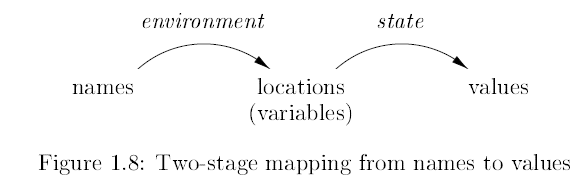 environment state
names locations values
(variables)
Figure 1.8: Two-stage mapping from names to values